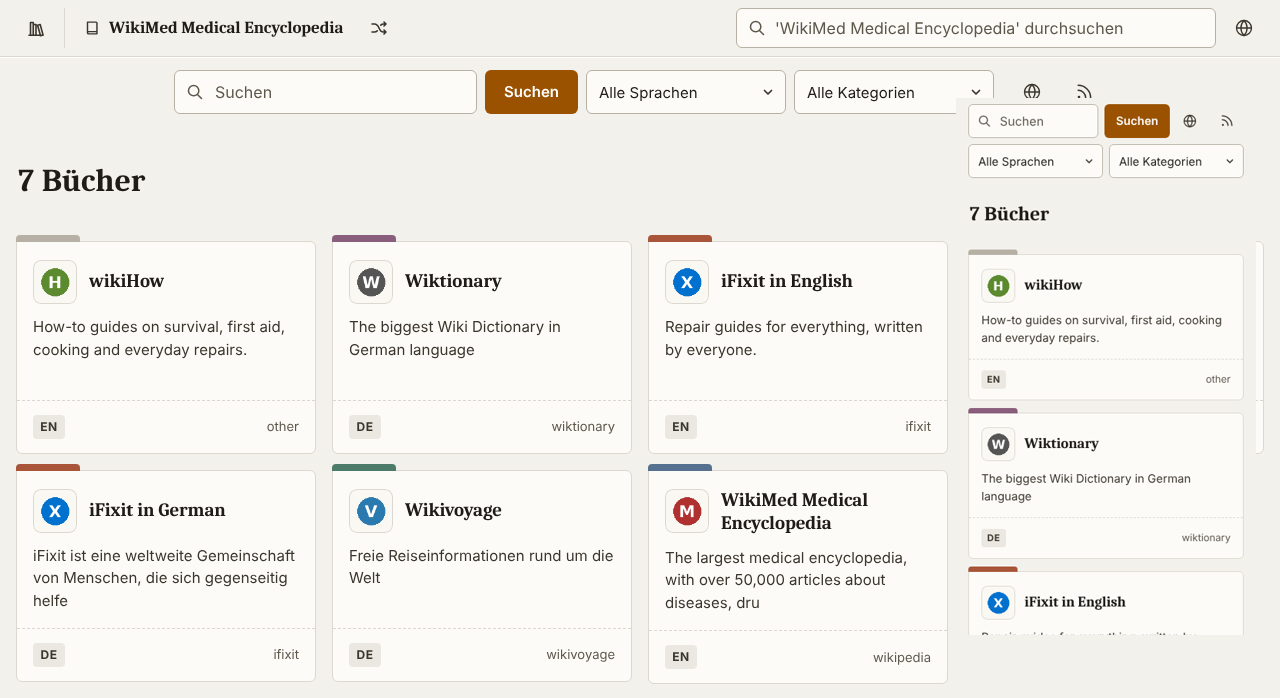 WikiMed Medical Encyclopedia
'WikiMed Medical Encyclopedia' durchsuchen
Suchen
Suchen
Alle Sprachen
Alle Kategorien
7 Bücher
H
wikiHow
How-to guides on survival, first aid,
cooking and everyday repairs.
EN
other
W
Wiktionary
The biggest Wiki Dictionary in
German language
DE
wiktionary
X
iFixit in English
Repair guides for everything, written
by everyone.
EN
ifixit
X
iFixit in German
iFixit ist eine weltweite Gemeinschaft
von Menschen, die sich gegenseitig
helfe
DE
ifixit
V
Wikivoyage
Freie Reiseinformationen rund um die
Welt
DE
wikivoyage
M
WikiMed Medical
Encyclopedia
The largest medical encyclopedia,
with over 50,000 articles about
diseases, dru
EN
wikipedia
Suchen
Suchen
Alle Sprachen
Alle Kategorien
7 Bücher
H
wikiHow
How-to guides on survival, first aid, cooking
and everyday repairs.
EN
other
W
Wiktionary
The biggest Wiki Dictionary in German
language
DE
wiktionary
X
iFixit in English